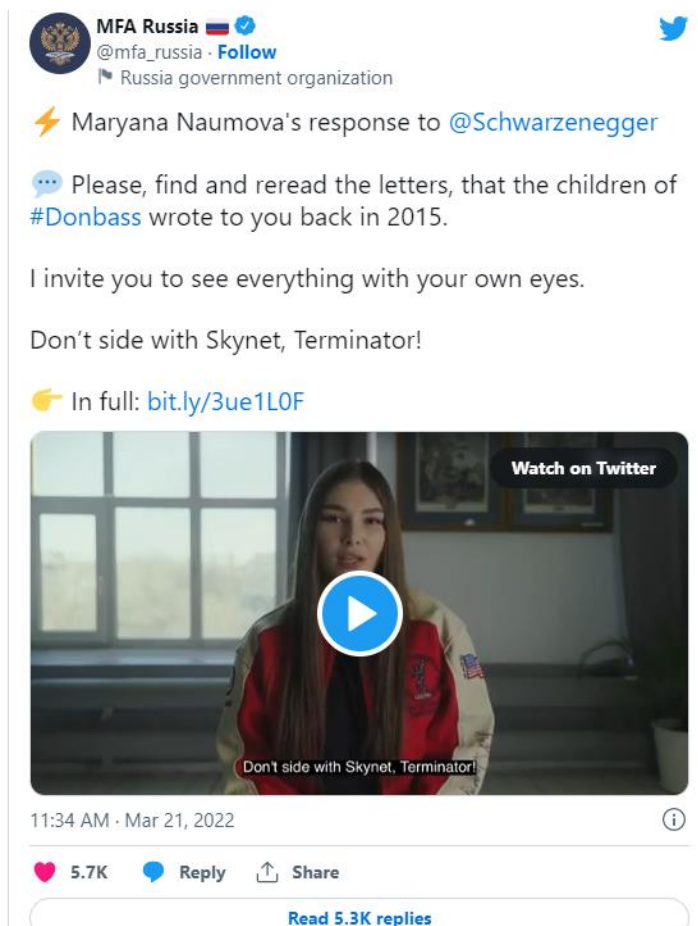 MFA Russia
@mfa_russia · Follow
Russia government organization
Maryana Naumova's response to @Schwarzenegger
Please, find and reread the letters, that the children of
#Donbass wrote to you back in 2015.
I invite you to see everything with your own eyes.
Don’t side with Skynet, Terminator!
In full: bit.ly/3ue1L0F
Watch on Twitter
Don't side with Skynet, Terminator!
11:34 AM · Mar 21, 2022
5.7K Reply Share
Read 5.3K replies